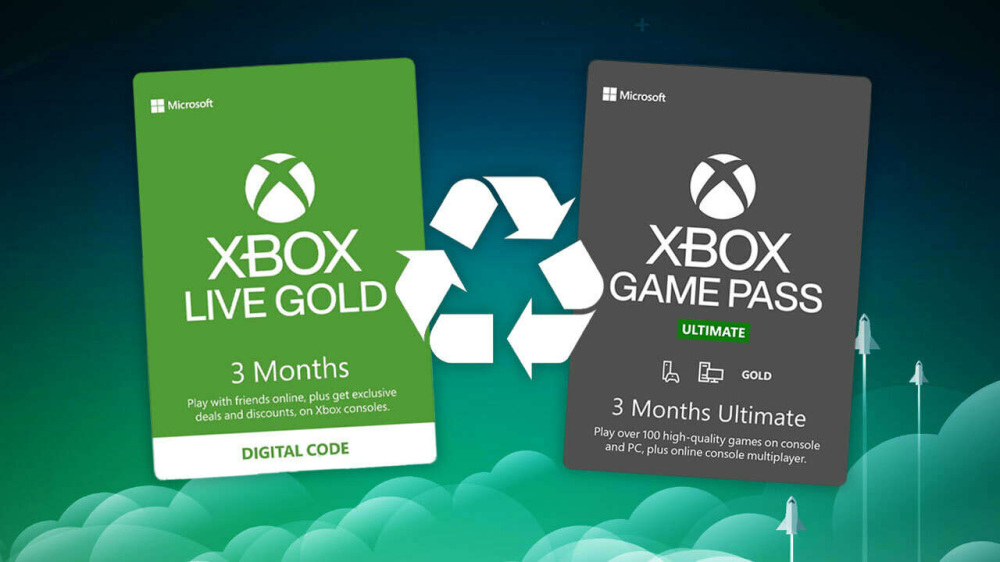 Microsoft
XBOX
LIVE GOLD
3 Months
Play with friends online, plus get exclusive
deals and discounts, on Xbox consoles.
DIGITAL CODE
Microsoft
XBOX
GAME PASS
ULTIMATE
GOLD
3 Months Ultimate
Play over 100 high-quality games on console
and PC, plus online console multiplayer.